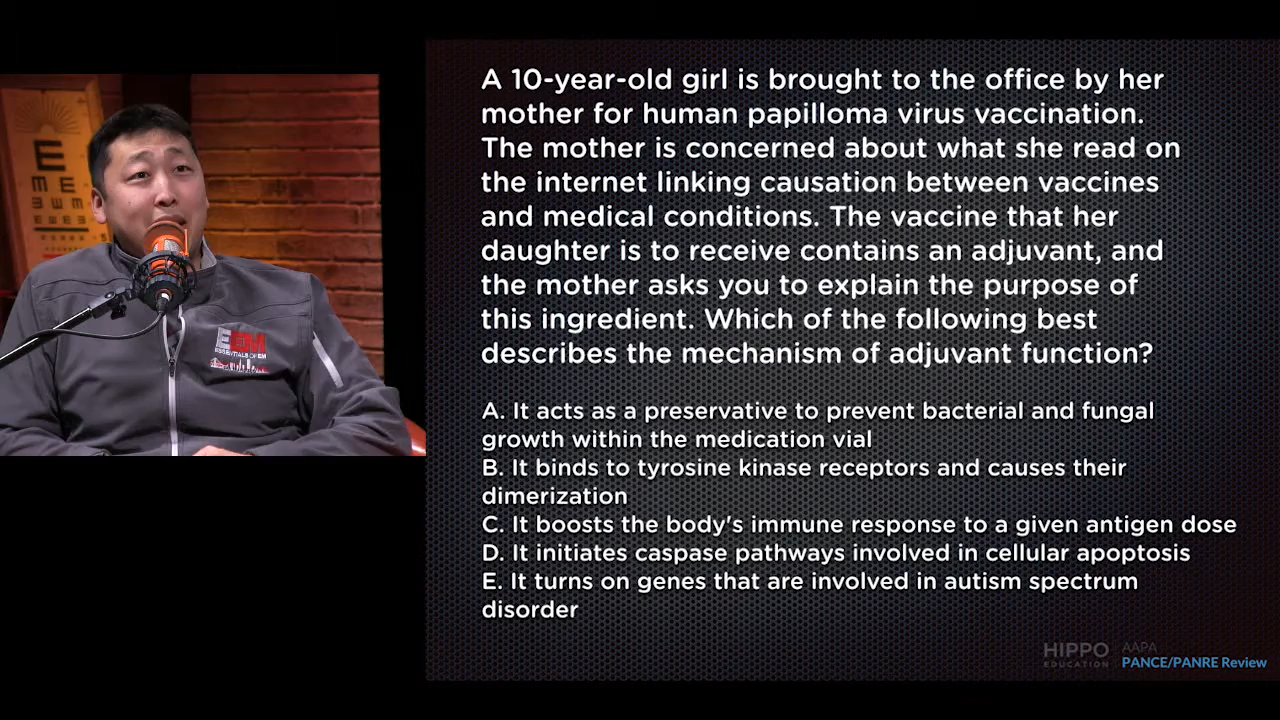 A 10-year-old girl is brought to the office by her
mother for human papilloma virus vaccination.
The mother is concerned about what she read on
the internet linking causation between vaccines
and medical conditions. The vaccine that her
daughter is to receive contains an adjuvant, and
the mother asks you to explain the purpose of
this ingredient. Which of the following best
describes the mechanism of adjuvant function?
A. It acts as a preservative to prevent bacterial and fungal
growth within the medication vial
B. It binds to tyrosine kinase receptors and causes their
dimerization
C. It boosts the body's immune response to a given antigen dose
D. It initiates caspase pathways involved in cellular apoptosis
E. It turns on genes that are involved in autism spectrum
disorder
HIPPO
EDUCATION
AAPA
PANCE/PANRE Review
E
ESSENTIALS OF EM